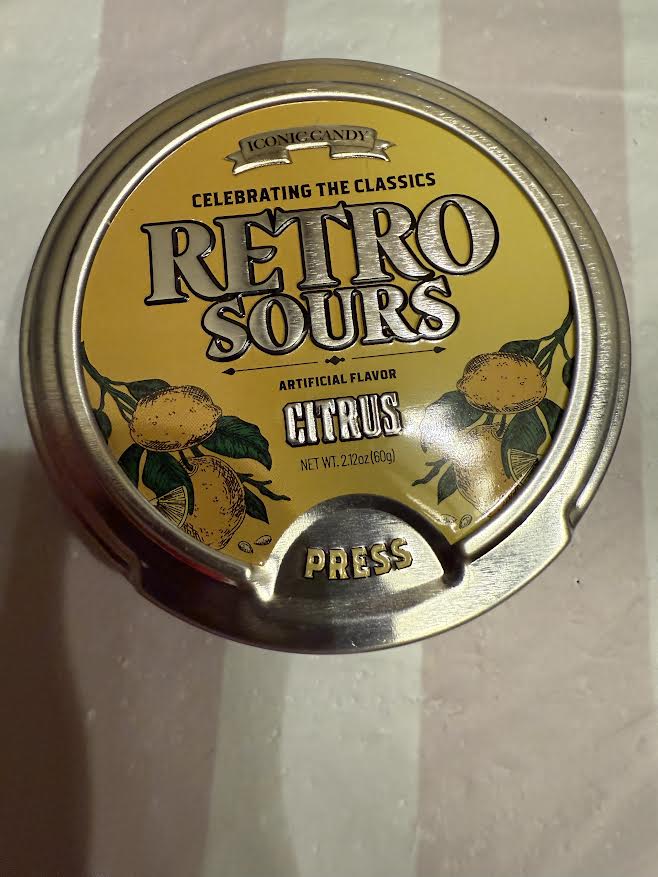 ICONIC CANDY
CELEBRATING THE CLASSICS
RETRO
SOURS
ARTIFICIAL FLAVOR
CITRUS
NET WT. 2.12oz (60g)
PRESS